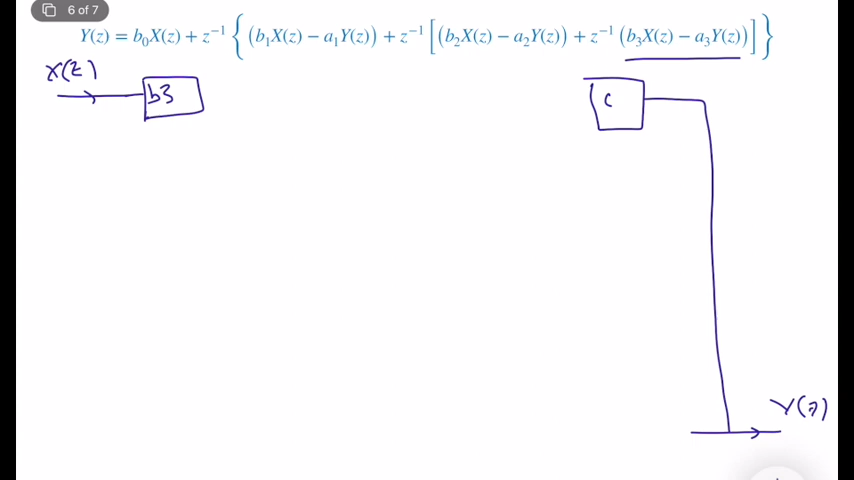 6 of 7
Y(z) = b₀X(z) + z⁻¹ { (b₁X(z) − a₁Y(z)) + z⁻¹ [(b₂X(z) − a₂Y(z)) + z⁻¹ (b₃X(z) − a₃Y(z))] }
X(z)
b3
c
Y(z)